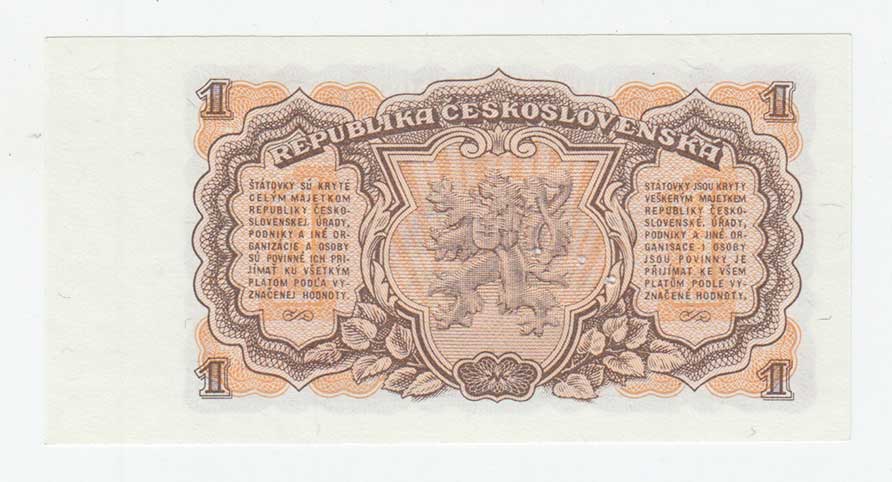 1
1
REPUBLIKA ČESKOSLOVENSKÁ
ŠTÁTOVKY SÚ KRYTÉ
CELÝM MAJETKOM
REPUBLIKY ČESKO-
SLOVENSKEJ. ÚRADY,
PODNIKY A INÉ OR-
GANIZÁCIE A OSOBY
SÚ POVINNÉ ICH PRI-
JÍMAŤ KU VŠETKÝM
PLATOM PODĽA VY-
ZNAČENEJ HODNOTY.
STÁTOVKY JSOU KRYTY
VEŠKERÝM MAJETKEM
REPUBLIKY ČESKO-
SLOVENSKÉ. ÚŘADY,
PODNIKY A JINÉ OR-
GANISACE I OSOBY
JSOU POVINNY JE
PŘIJÍMAT KE VŠEM
PLATŮM PODLE VY-
ZNAČENÉ HODNOTY.
1
1